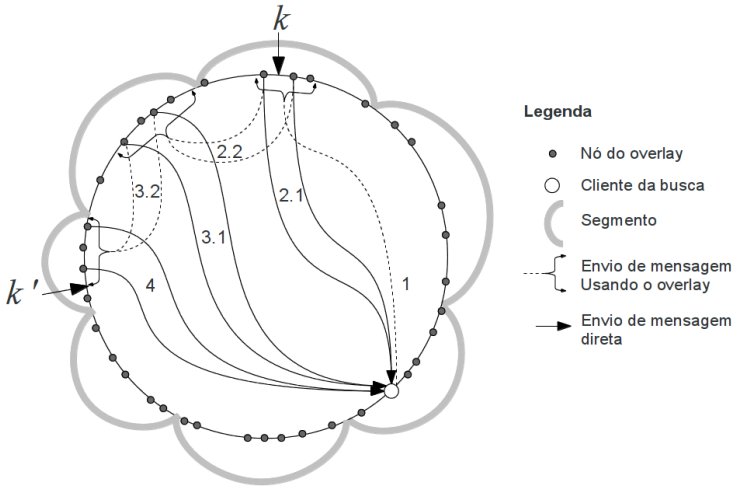 k
Legenda
Nó do overlay
Cliente da busca
Segmento
Envio de mensagem
Usando o overlay
Envio de mensagem
direta
2.2
3.2
2.1
3.1
1
4
k'